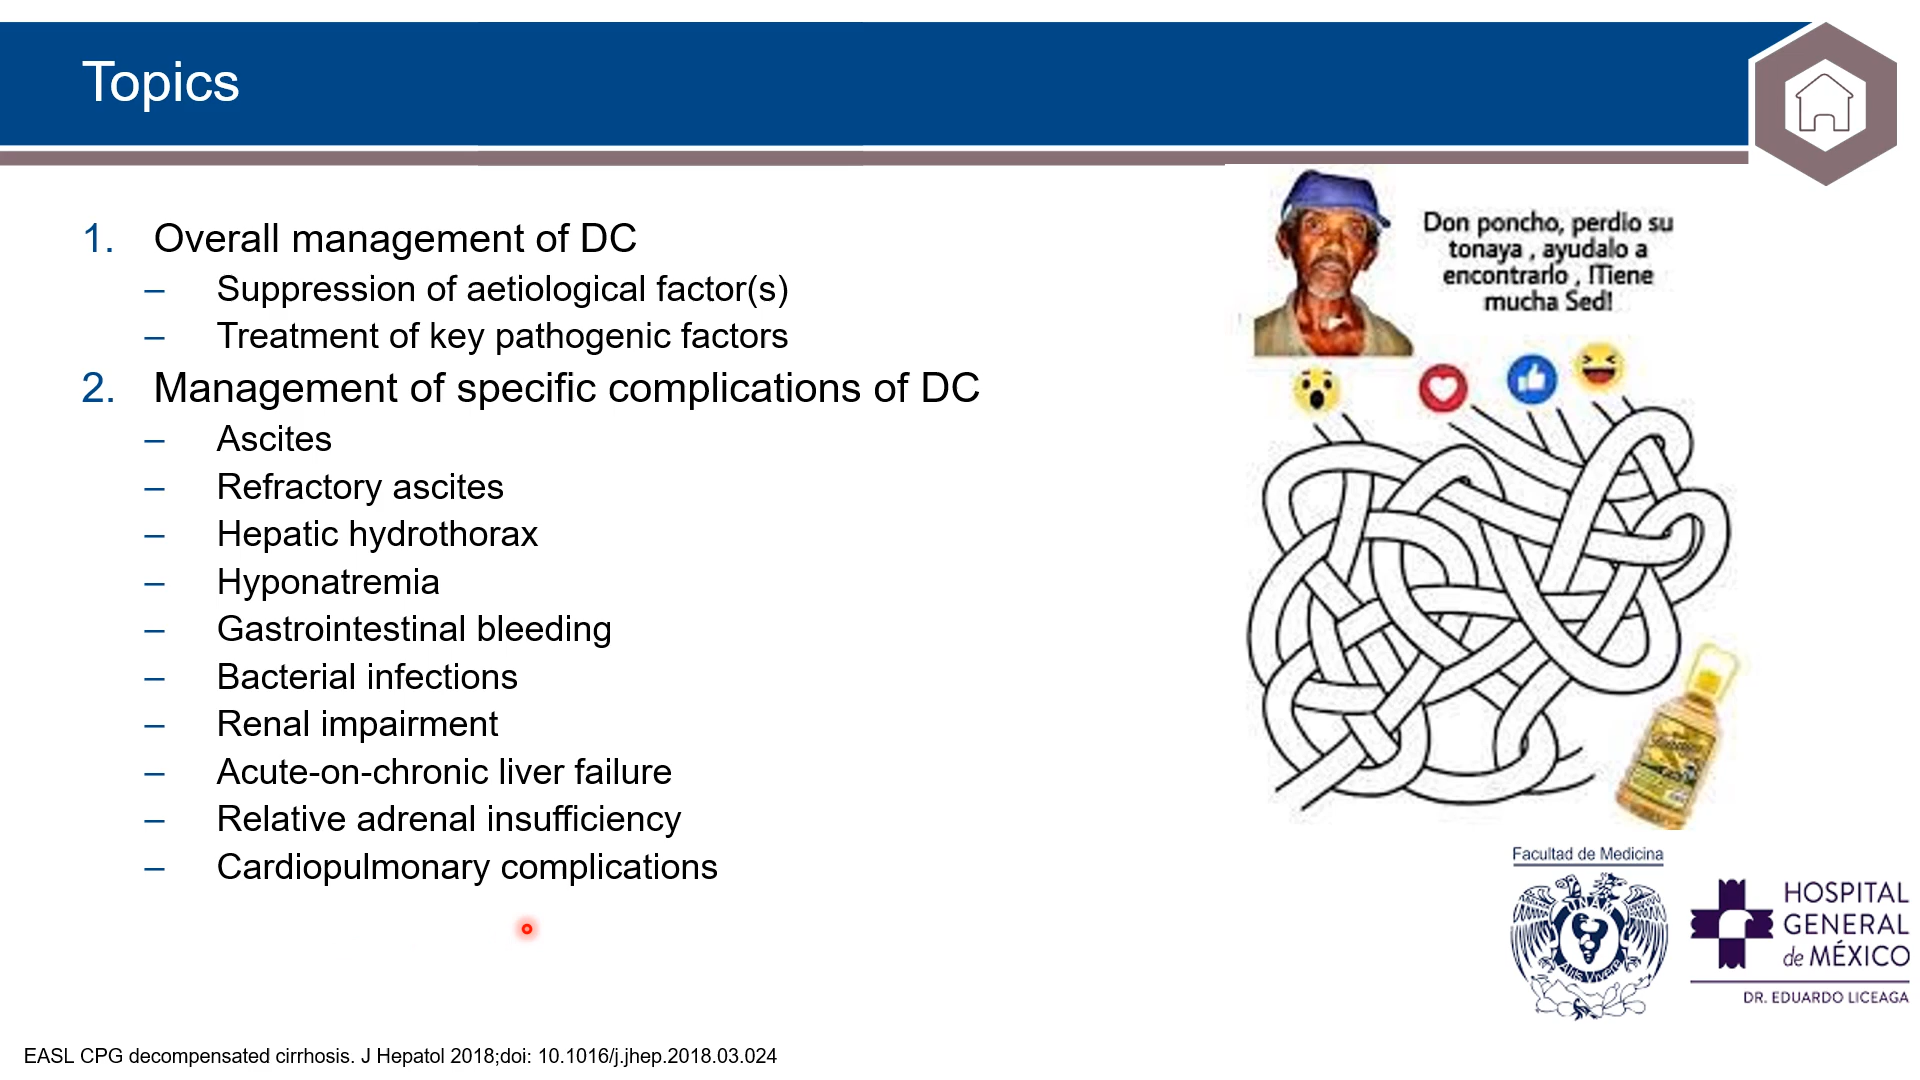 Topics
1. Overall management of DC
– Suppression of aetiological factor(s)
– Treatment of key pathogenic factors
2. Management of specific complications of DC
– Ascites
– Refractory ascites
– Hepatic hydrothorax
– Hyponatremia
– Gastrointestinal bleeding
– Bacterial infections
– Renal impairment
– Acute-on-chronic liver failure
– Relative adrenal insufficiency
– Cardiopulmonary complications
Don poncho, perdio su
tonaya , ayudalo a
encontrarlo , !Tiene
mucha Sed!
Facultad de Medicina
UNAM
Aliis Vivere
HOSPITAL
GENERAL
de MÉXICO
DR. EDUARDO LICEAGA
EASL CPG decompensated cirrhosis. J Hepatol 2018;doi: 10.1016/j.jhep.2018.03.024